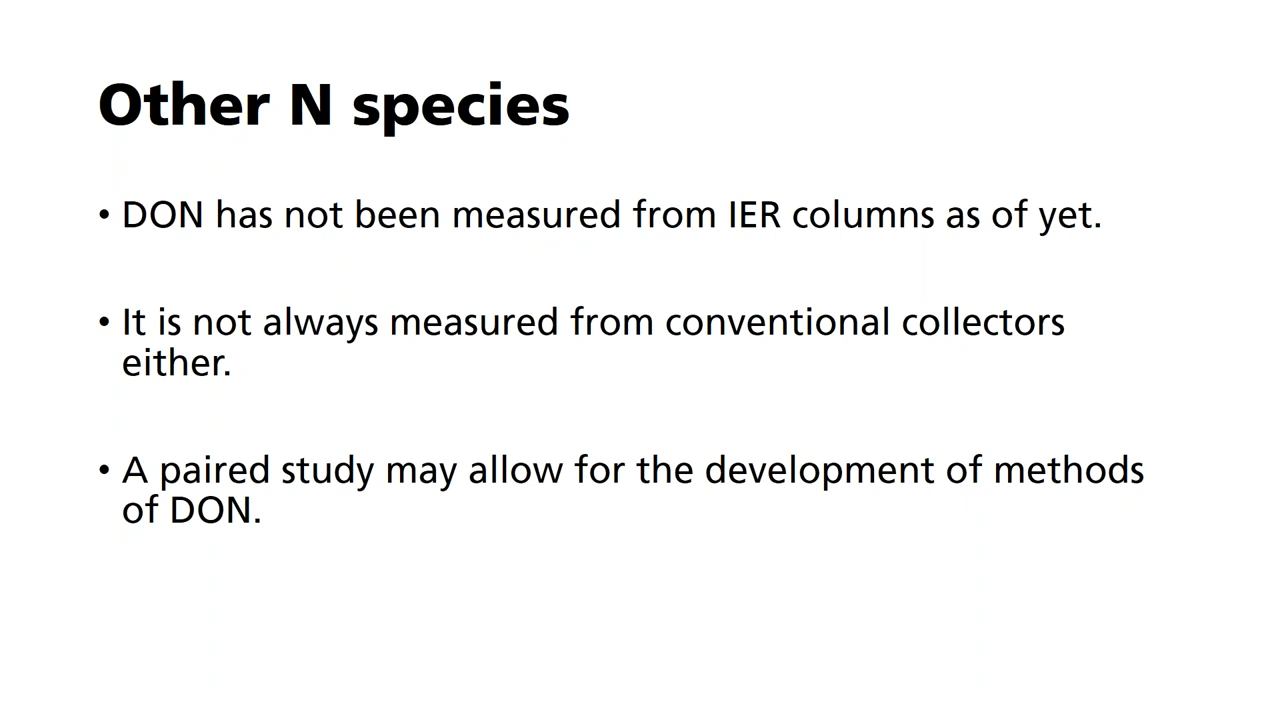 Other N species
• DON has not been measured from IER columns as of yet.
• It is not always measured from conventional collectors
either.
• A paired study may allow for the development of methods
of DON.